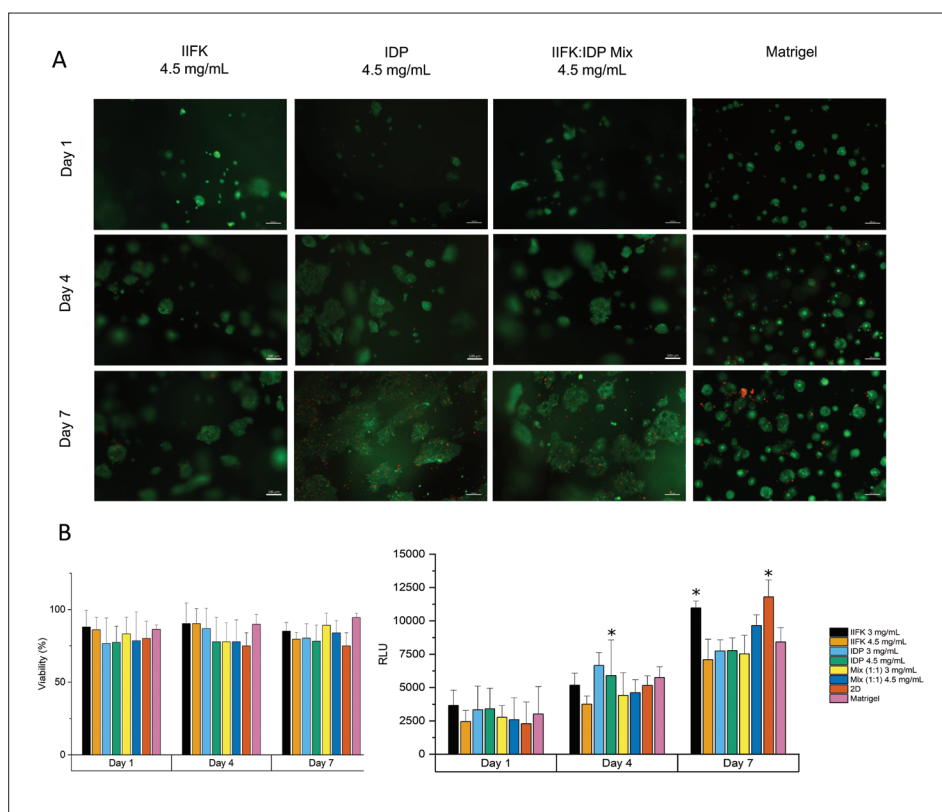 A
IIFK
4.5 mg/mL
IDP
4.5 mg/mL
IIFK:IDP Mix
4.5 mg/mL
Matrigel
Day 1
Day 4
Day 7
B
Viability (%)
100
50
0
Day 1
Day 4
Day 7
RLU
15000
12500
10000
7500
5000
2500
0
*
*
*
Day 1
Day 4
Day 7
IIFK 3 mg/mL
IIFK 4.5 mg/mL
IDP 3 mg/mL
IDP 4.5 mg/mL
Mix (1:1) 3 mg/mL
Mix (1:1) 4.5 mg/mL
2D
Matrigel